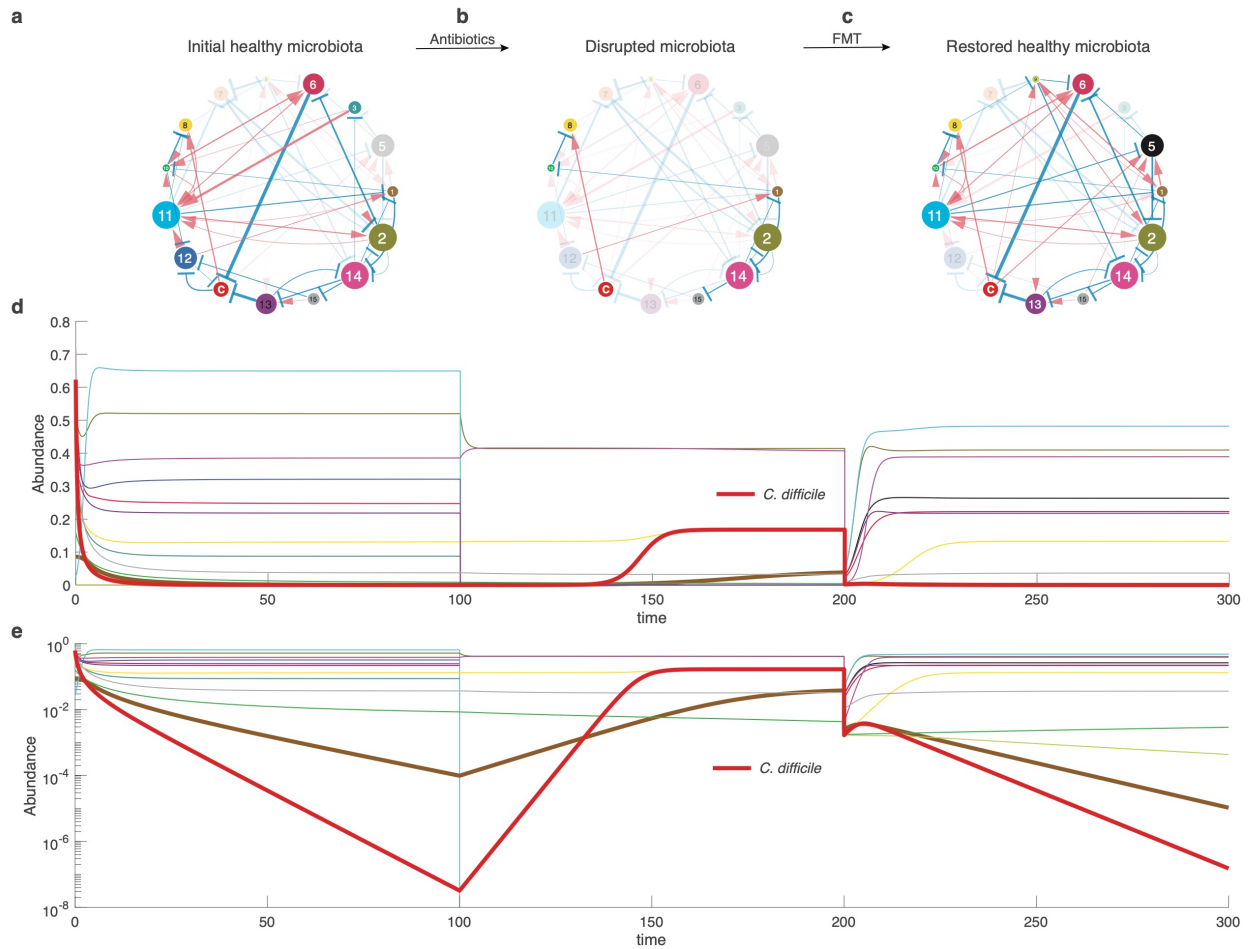 a b c
Initial healthy microbiota Antibiotics Disrupted microbiota FMT Restored healthy microbiota
6 3 8 5 1 11 2 12 14 C 13 15
6 3 7 8 5 1 11 2 12 14 C 13 15
6 3 8 5 1 11 2 12 14 C 13 15
d
0.8
0.7
0.6
0.5
0.4
0.3
0.2
0.1
0
Abundance
C. difficile
0 50 100 150 200 250 300
time
e
10^0
10^-2
10^-4
10^-6
10^-8
Abundance
C. difficile
0 50 100 150 200 250 300
time